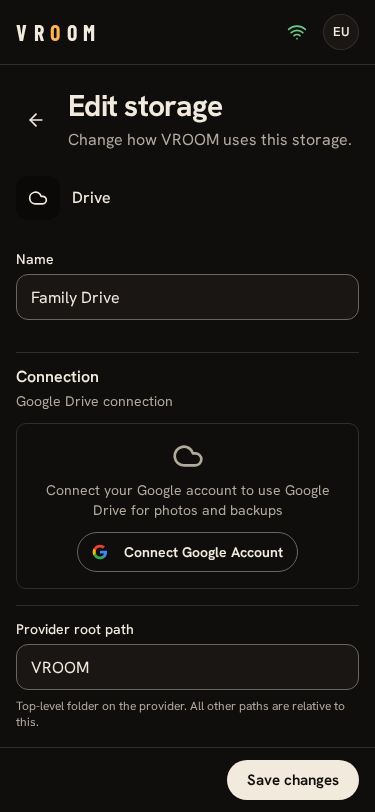 VROOM
EU
Edit storage
Change how VROOM uses this storage.
Drive
Name
Family Drive
Connection
Google Drive connection
Connect your Google account to use Google
Drive for photos and backups
Connect Google Account
Provider root path
VROOM
Top-level folder on the provider. All other paths are relative to
this.
Save changes